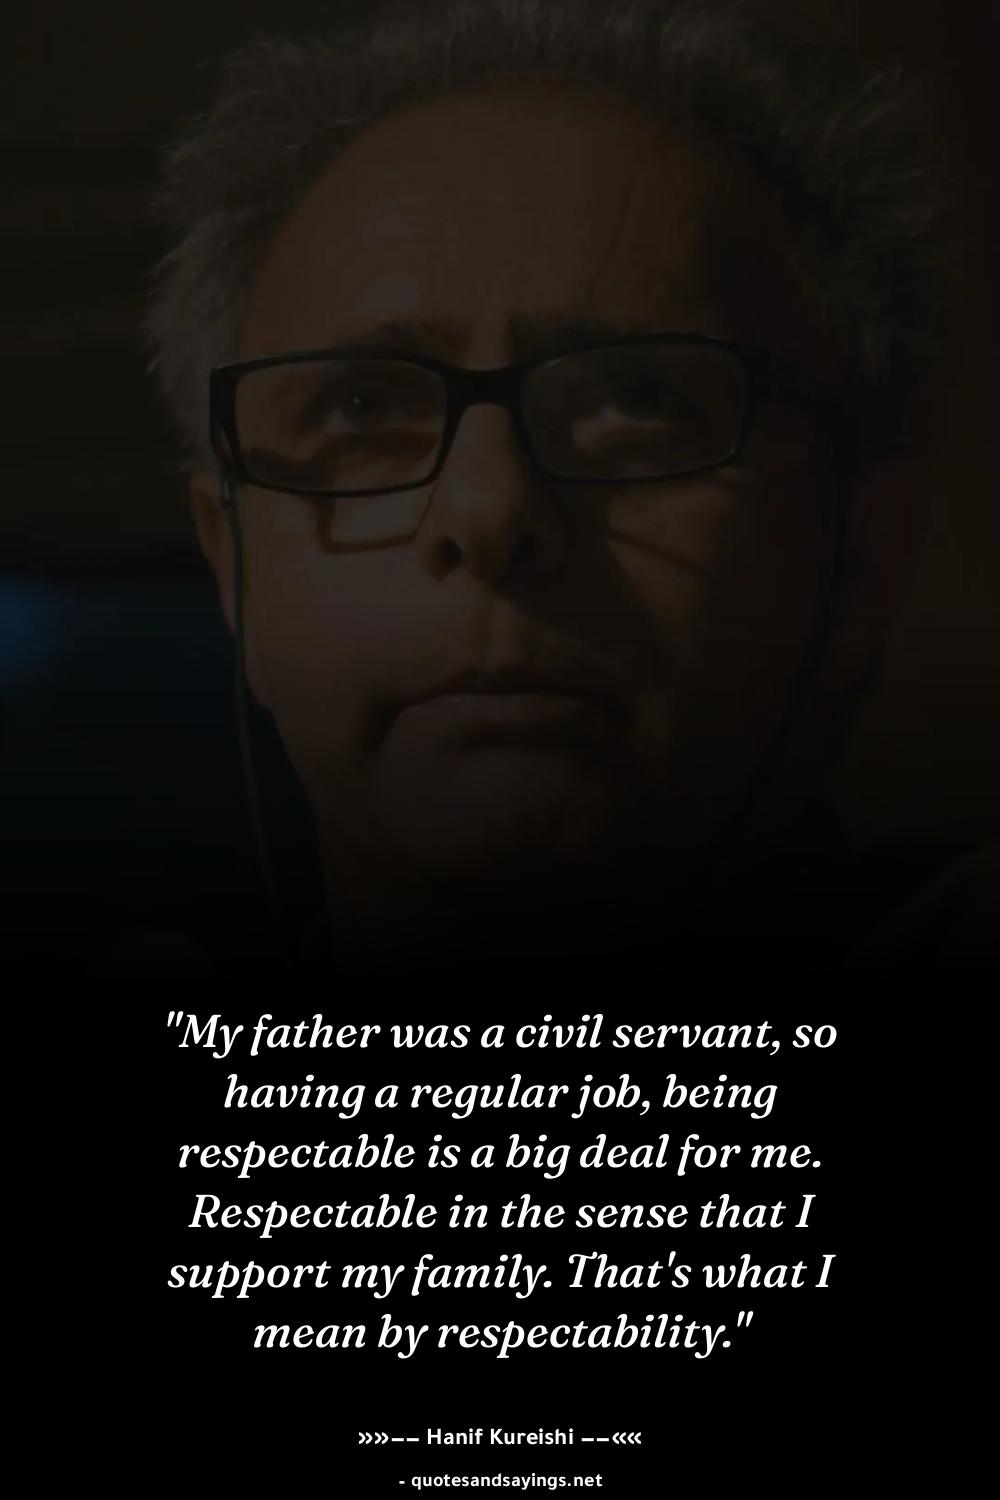 "My father was a civil servant, so
having a regular job, being
respectable is a big deal for me.
Respectable in the sense that I
support my family. That's what I
mean by respectability."
»»−− Hanif Kureishi −−««
- quotesandsayings.net